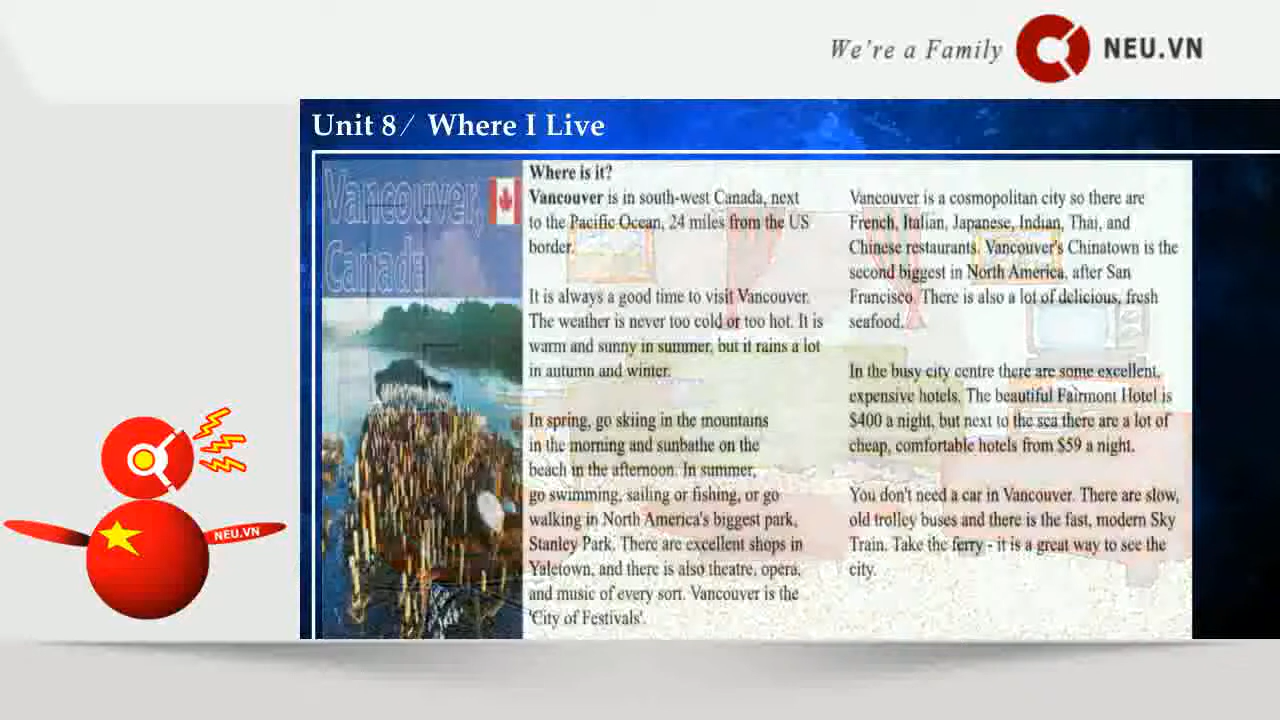 We're a Family
NEU.VN
Unit 8/ Where I Live
Vancouver,
Canada
Where is it?
Vancouver is in south-west Canada, next
to the Pacific Ocean, 24 miles from the US
border.
It is always a good time to visit Vancouver.
The weather is never too cold or too hot. It is
warm and sunny in summer, but it rains a lot
in autumn and winter.
In spring, go skiing in the mountains
in the morning and sunbathe on the
beach in the afternoon. In summer,
go swimming, sailing or fishing, or go
walking in North America's biggest park,
Stanley Park. There are excellent shops in
Yaletown, and there is also theatre, opera,
and music of every sort. Vancouver is the
'City of Festivals'.
Vancouver is a cosmopolitan city so there are
French, Italian, Japanese, Indian, Thai, and
Chinese restaurants. Vancouver's Chinatown is the
second biggest in North America, after San
Francisco. There is also a lot of delicious, fresh
seafood.
In the busy city centre there are some excellent,
expensive hotels. The beautiful Fairmont Hotel is
$400 a night, but next to the sea there are a lot of
cheap, comfortable hotels from $59 a night.
You don't need a car in Vancouver. There are slow,
old trolley buses and there is the fast, modern Sky
Train. Take the ferry - it is a great way to see the
city.
NEU.VN